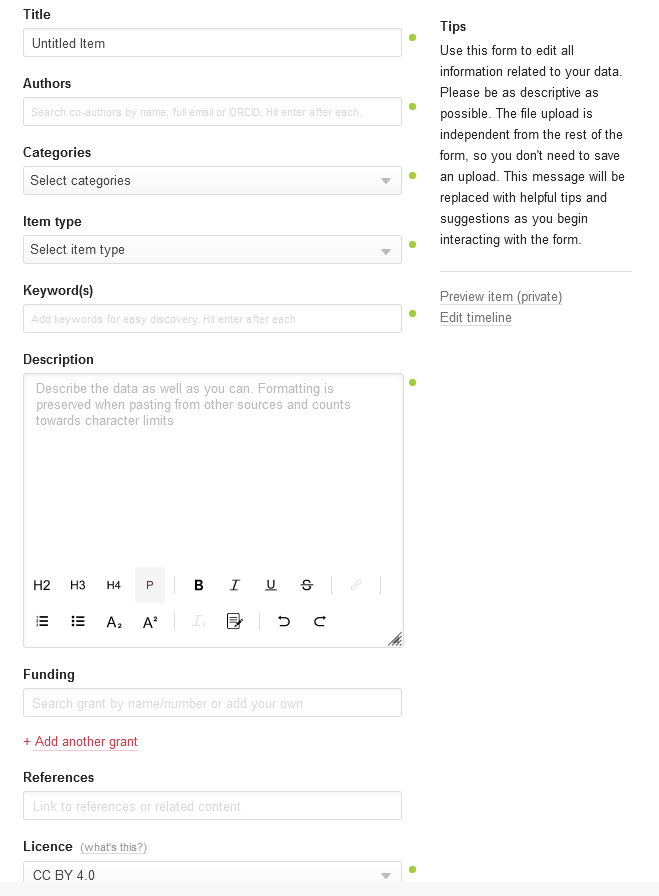 Title
Untitled Item
Authors
Search co-authors by name, full email or ORCID. Hit enter after each.
Categories
Select categories
Item type
Select item type
Keyword(s)
Add keywords for easy discovery. Hit enter after each
Description
Describe the data as well as you can. Formatting is
preserved when pasting from other sources and counts
towards character limits
H2 H3 H4 P B I U S
A₂ A² Iₓ
Funding
Search grant by name/number or add your own
+ Add another grant
References
Link to references or related content
Licence (what's this?)
CC BY 4.0
Tips
Use this form to edit all
information related to your data.
Please be as descriptive as
possible. The file upload is
independent from the rest of the
form, so you don't need to save
an upload. This message will be
replaced with helpful tips and
suggestions as you begin
interacting with the form.
Preview item (private)
Edit timeline